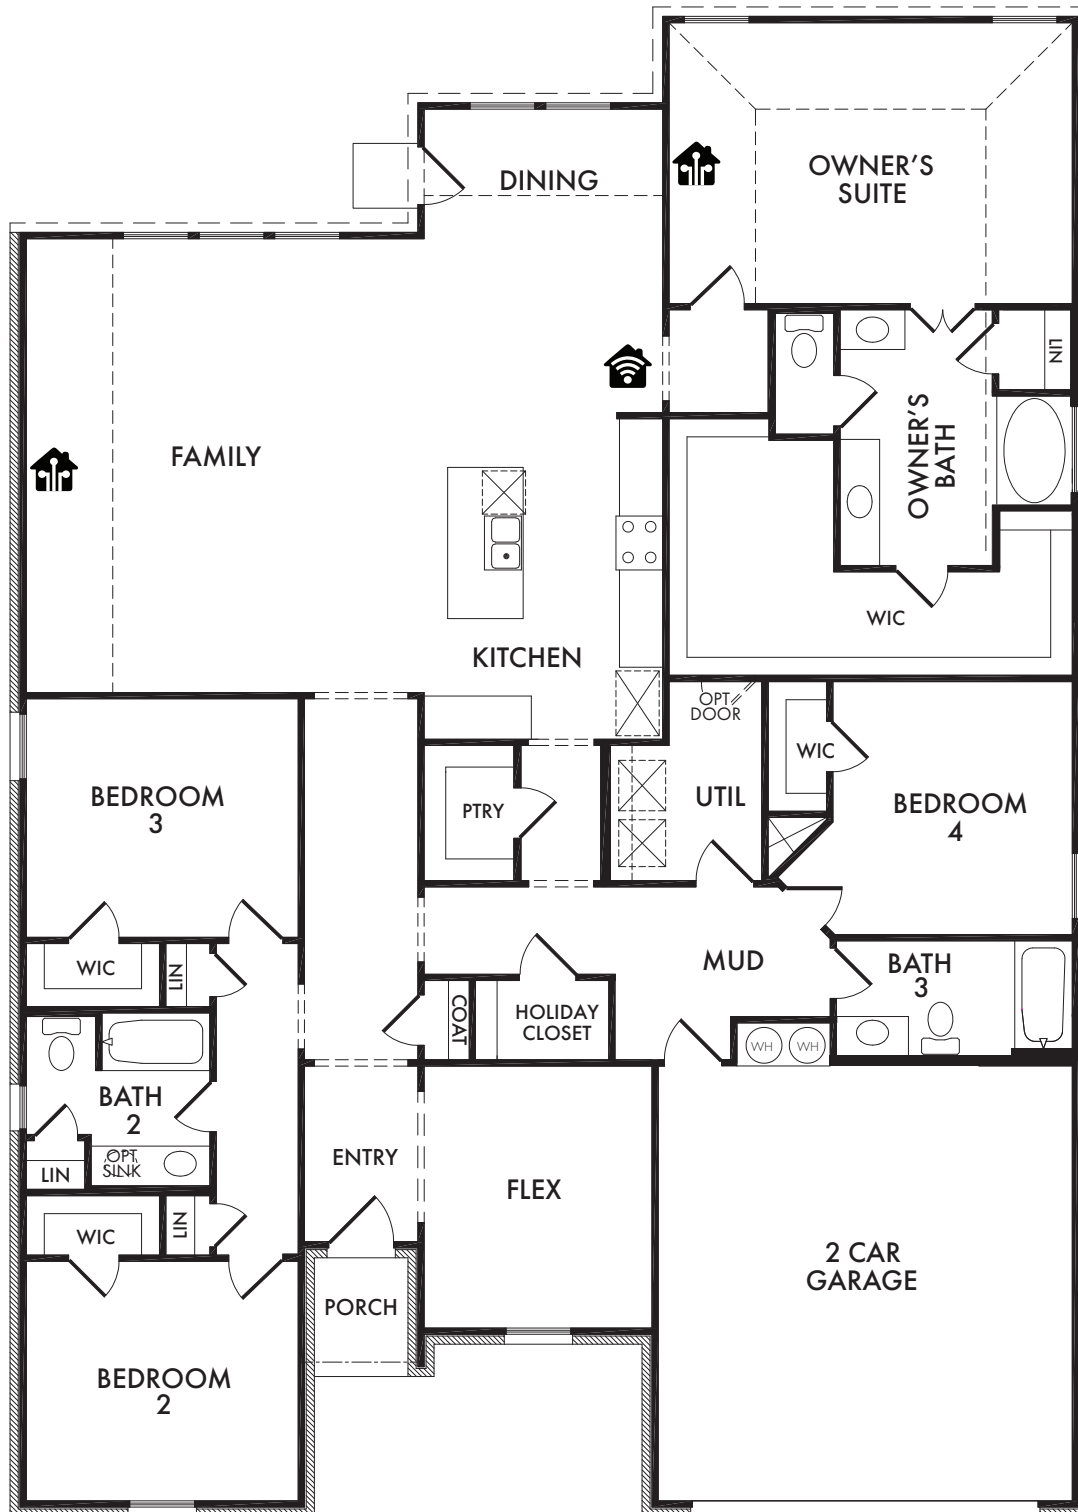 OWNER'S
SUITE
DINING
LIN
OWNER'S
BATH
FAMILY
WIC
KITCHEN
OPT
DOOR
WIC
UTIL
BEDROOM
3
PTRY
BEDROOM
4
WIC
LIN
MUD
BATH
3
COAT
HOLIDAY
CLOSET
WH
WH
BATH
2
OPT
SINK
LIN
ENTRY
FLEX
WIC
LIN
2 CAR
GARAGE
PORCH
BEDROOM
2